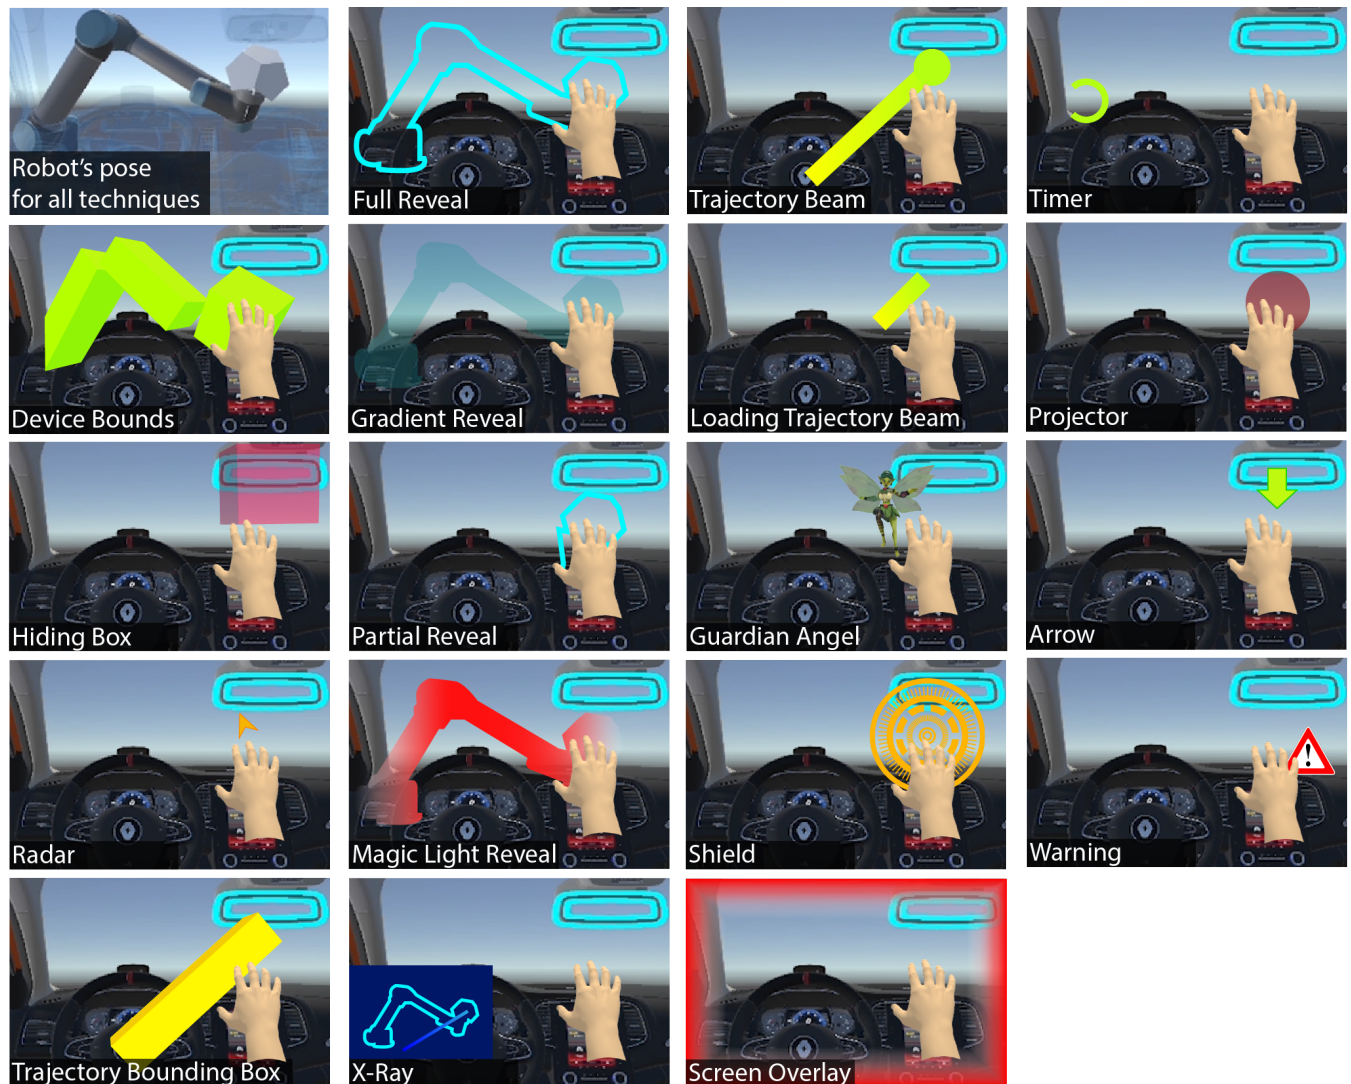 Robot's pose
for all techniques
Full Reveal
Trajectory Beam
Timer
Device Bounds
Gradient Reveal
Loading Trajectory Beam
Projector
Hiding Box
Partial Reveal
Guardian Angel
Arrow
Radar
Magic Light Reveal
Shield
Warning
Trajectory Bounding Box
X-Ray
Screen Overlay